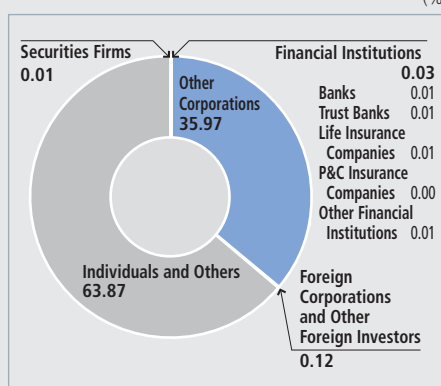 (%
Securities Firms
0.01
Financial Institutions
0.03
Banks 0.01
Trust Banks 0.01
Life Insurance
Companies 0.01
P&C Insurance
Companies 0.00
Other Financial
Institutions 0.01
Other
Corporations
35.97
Individuals and Others
63.87
Foreign
Corporations
and Other
Foreign Investors
0.12